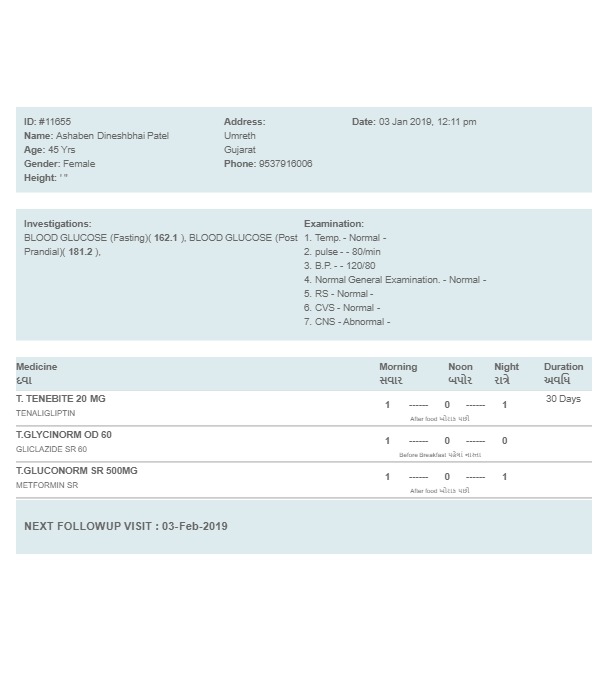 ID: #11655
Name: Ashaben Dineshbhai Patel
Age: 45 Yrs
Gender: Female
Height: ' "
Address:
Umreth
Gujarat
Phone: 9537916006
Date: 03 Jan 2019, 12:11 pm
Investigations:
BLOOD GLUCOSE (Fasting)( 162.1 ), BLOOD GLUCOSE (Post
Prandial)( 181.2 ),
Examination:
1. Temp. - Normal -
2. pulse - - 80/min
3. B.P. - - 120/80
4. Normal General Examination. - Normal -
5. RS - Normal -
6. CVS - Normal -
7. CNS - Abnormal -
Medicine Morning Noon Night Duration
દવા સવાર બપોર રાત્રે અવધિ
T. TENEBITE 20 MG 30 Days
TENALIGLIPTIN
1 ------ 0 ------ 1
After food ખોરાક પછી
T.GLYCINORM OD 60
GLICLAZIDE SR 60
1 ------ 0 ------ 0
Before Breakfast પહેલાં નાસ્તા
T.GLUCONORM SR 500MG
METFORMIN SR
1 ------ 0 ------ 1
After food ખોરાક પછી
NEXT FOLLOWUP VISIT : 03-Feb-2019